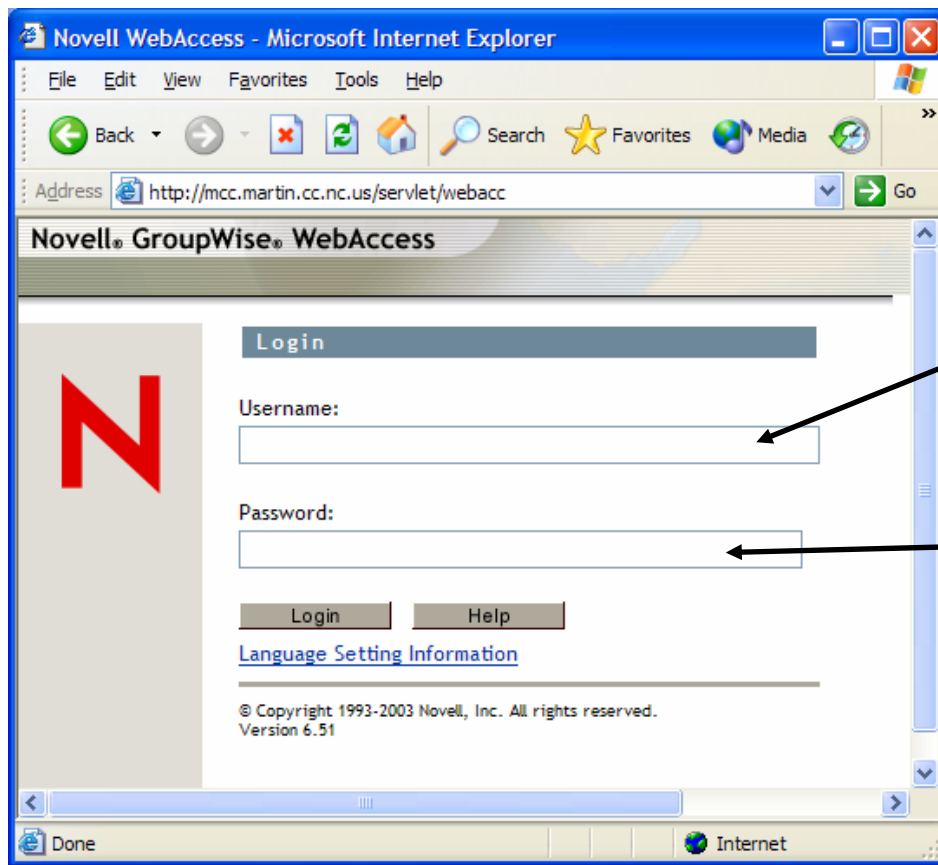 Novell WebAccess - Microsoft Internet Explorer
File Edit View Favorites Tools Help
Back Search Favorites Media »
Address http://mcc.martin.cc.nc.us/servlet/webacc Go
Novell® GroupWise® WebAccess
Login
N
Username:
Password:
Login Help
Language Setting Information
© Copyright 1993-2003 Novell, Inc. All rights reserved.
Version 6.51
Done Internet